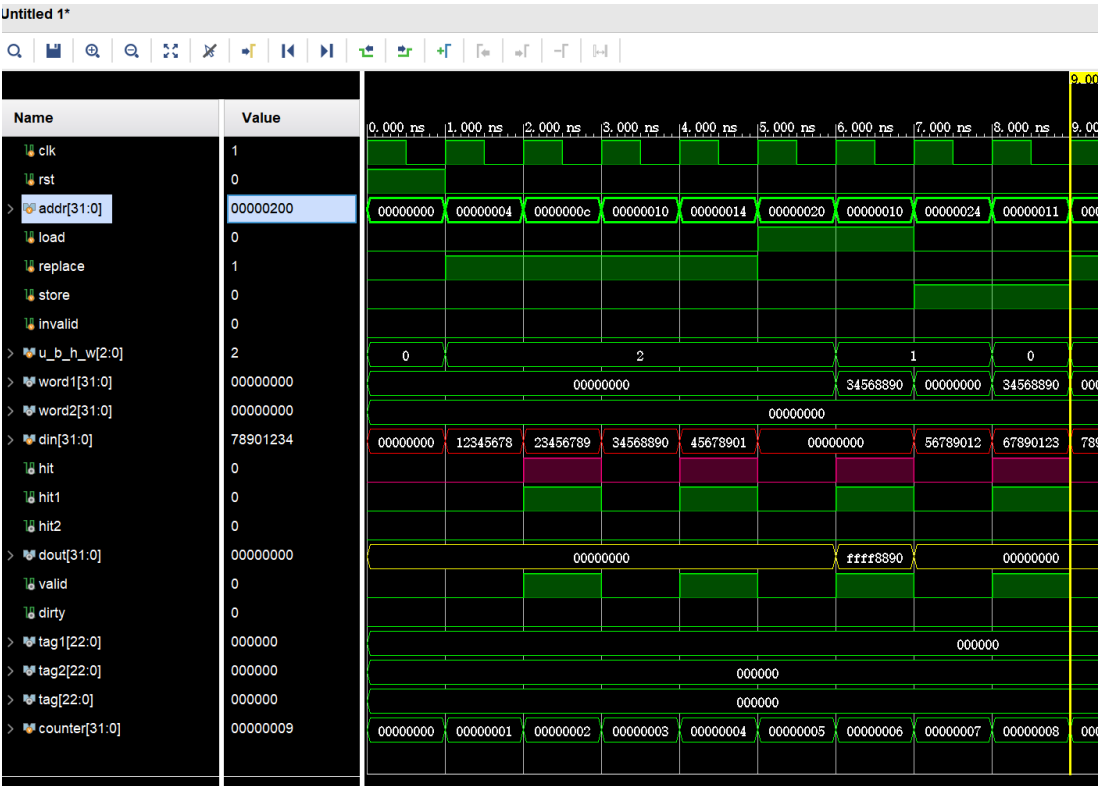 Untitled 1*
9.00
Name Value
0.000 ns 1.000 ns 2.000 ns 3.000 ns 4.000 ns 5.000 ns 6.000 ns 7.000 ns 8.000 ns 9.00
clk 1
rst 0
addr[31:0] 00000200 00000000 00000004 0000000c 00000010 00000014 00000020 00000010 00000024 00000011 000
load 0
replace 1
store 0
invalid 0
u_b_h_w[2:0] 2 0 2 1 0
word1[31:0] 00000000 00000000 34568890 00000000 34568890 000
word2[31:0] 00000000 00000000
din[31:0] 78901234 00000000 12345678 23456789 34568890 45678901 00000000 56789012 67890123 789
hit 0
hit1 0
hit2 0
dout[31:0] 00000000 00000000 ffff8890 00000000
valid 0
dirty 0
tag1[22:0] 000000 000000
tag2[22:0] 000000 000000
tag[22:0] 000000 000000
counter[31:0] 00000009 00000000 00000001 00000002 00000003 00000004 00000005 00000006 00000007 00000008 000